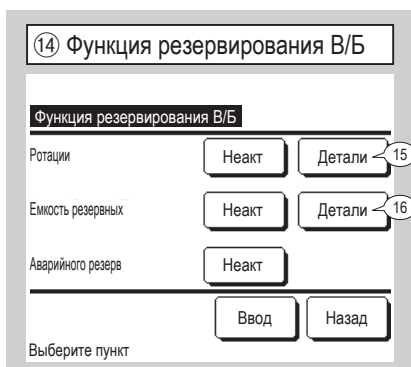 ⑭ Функция резервирования В/Б
Функция резервирования В/Б
Ротации Неакт Детали 15
Емкость резервных Неакт Детали 16
Аварийного резерв Неакт
Ввод Назад
Выберите пункт